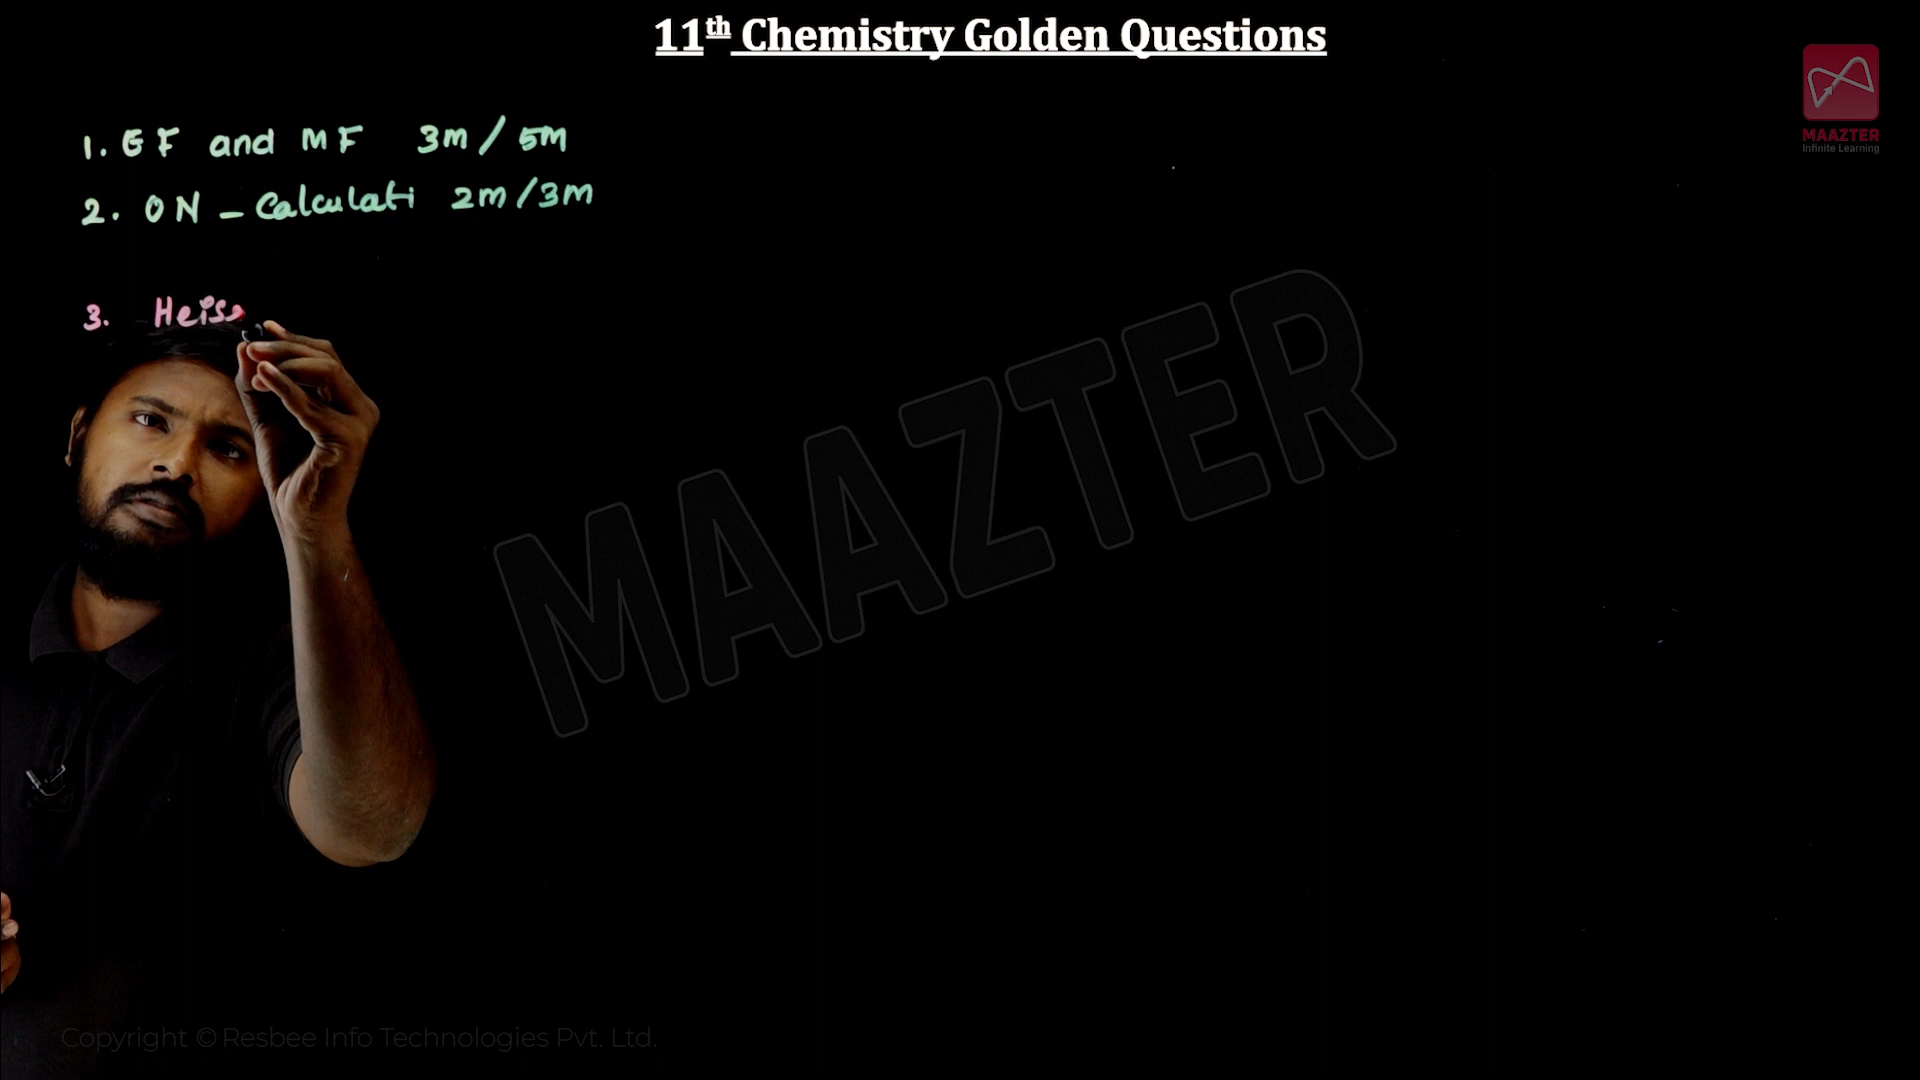 11th Chemistry Golden Questions
MAAZTER
Infinite Learning
1. EF and MF 3m / 5m
2. ON - Calculati 2m/3m
3. Heise
MAAZTER
Copyright © Resbee Info Technologies Pvt. Ltd.